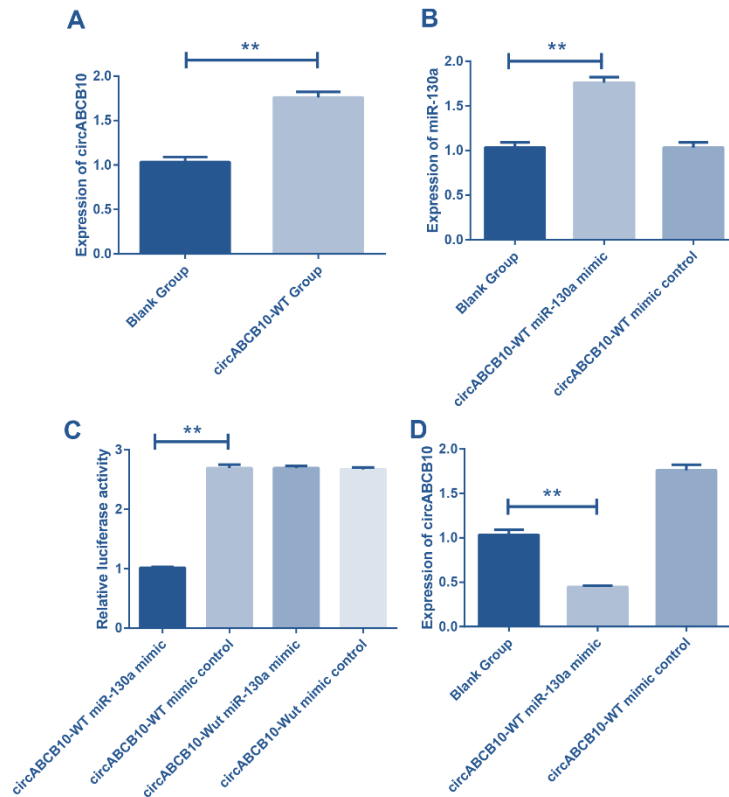 A
**
Expression of circABCB10
2.0
1.5
1.0
0.5
0.0
Blank Group
circABCB10-WT Group
B
**
Expression of miR-130a
2.0
1.5
1.0
0.5
0.0
Blank Group
circABCB10-WT miR-130a mimic
circABCB10-WT mimic control
C
**
Relative luciferase activity
3
2
1
0
circABCB10-WT miR-130a mimic
circABCB10-WT mimic control
circABCB10-Wut miR-130a mimic
circABCB10-Wut mimic control
D
**
Expression of circABCB10
2.0
1.5
1.0
0.5
0.0
Blank Group
circABCB10-WT miR-130a mimic
circABCB10-WT mimic control